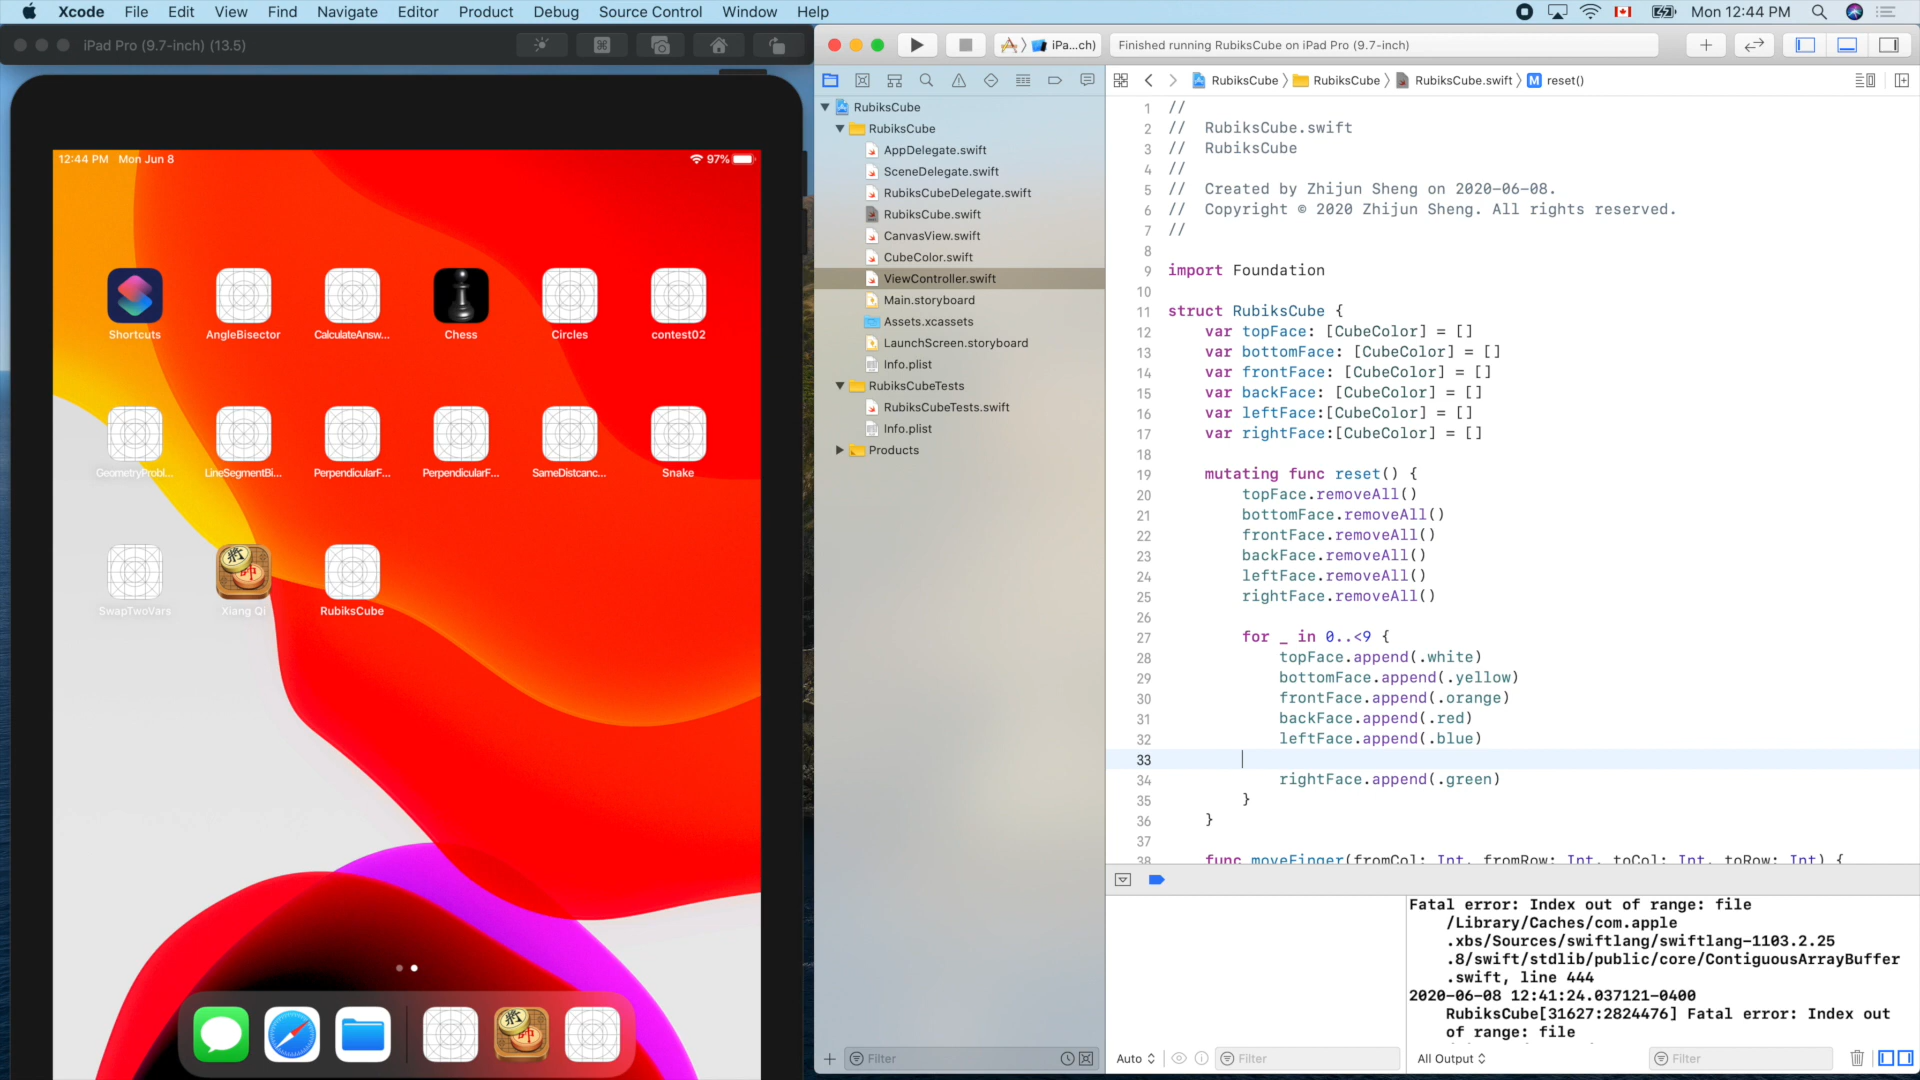 Xcode File Edit View Find Navigate Editor Product Debug Source Control Window Help
Mon 12:44 PM
iPad Pro (9.7-inch) (13.5)
iPa...ch)
Finished running RubiksCube on iPad Pro (9.7-inch)
12:44 PM Mon Jun 8
97%
Shortcuts
AngleBisector
CalculateAnsw...
Chess
Circles
contest02
GeometryProbl...
LineSegmentBi...
PerpendicularF...
PerpendicularF...
SameDistcanc...
Snake
SwapTwoVars
Xiang Qi
RubiksCube
RubiksCube
RubiksCube
AppDelegate.swift
SceneDelegate.swift
RubiksCubeDelegate.swift
RubiksCube.swift
CanvasView.swift
CubeColor.swift
ViewController.swift
Main.storyboard
Assets.xcassets
LaunchScreen.storyboard
Info.plist
RubiksCubeTests
RubiksCubeTests.swift
Info.plist
Products
Filter
RubiksCube RubiksCube RubiksCube.swift M reset()
1 //
2 // RubiksCube.swift
3 // RubiksCube
4 //
5 // Created by Zhijun Sheng on 2020-06-08.
6 // Copyright © 2020 Zhijun Sheng. All rights reserved.
7 //
8
9 import Foundation
10
11 struct RubiksCube {
12 var topFace: [CubeColor] = []
13 var bottomFace: [CubeColor] = []
14 var frontFace: [CubeColor] = []
15 var backFace: [CubeColor] = []
16 var leftFace:[CubeColor] = []
17 var rightFace:[CubeColor] = []
18
19 mutating func reset() {
20 topFace.removeAll()
21 bottomFace.removeAll()
22 frontFace.removeAll()
23 backFace.removeAll()
24 leftFace.removeAll()
25 rightFace.removeAll()
26
27 for _ in 0..<9 {
28 topFace.append(.white)
29 bottomFace.append(.yellow)
30 frontFace.append(.orange)
31 backFace.append(.red)
32 leftFace.append(.blue)
33
34 rightFace.append(.green)
35 }
36 }
37
38 func moveFinger(fromCol: Int, fromRow: Int, toCol: Int, toRow: Int) {
Fatal error: Index out of range: file
/Library/Caches/com.apple
.xbs/Sources/swiftlang/swiftlang-1103.2.25
.8/swift/stdlib/public/core/ContiguousArrayBuffer
.swift, line 444
2020-06-08 12:41:24.037121-0400
RubiksCube[31627:2824476] Fatal error: Index out
of range: file
Auto
Filter
All Output
Filter